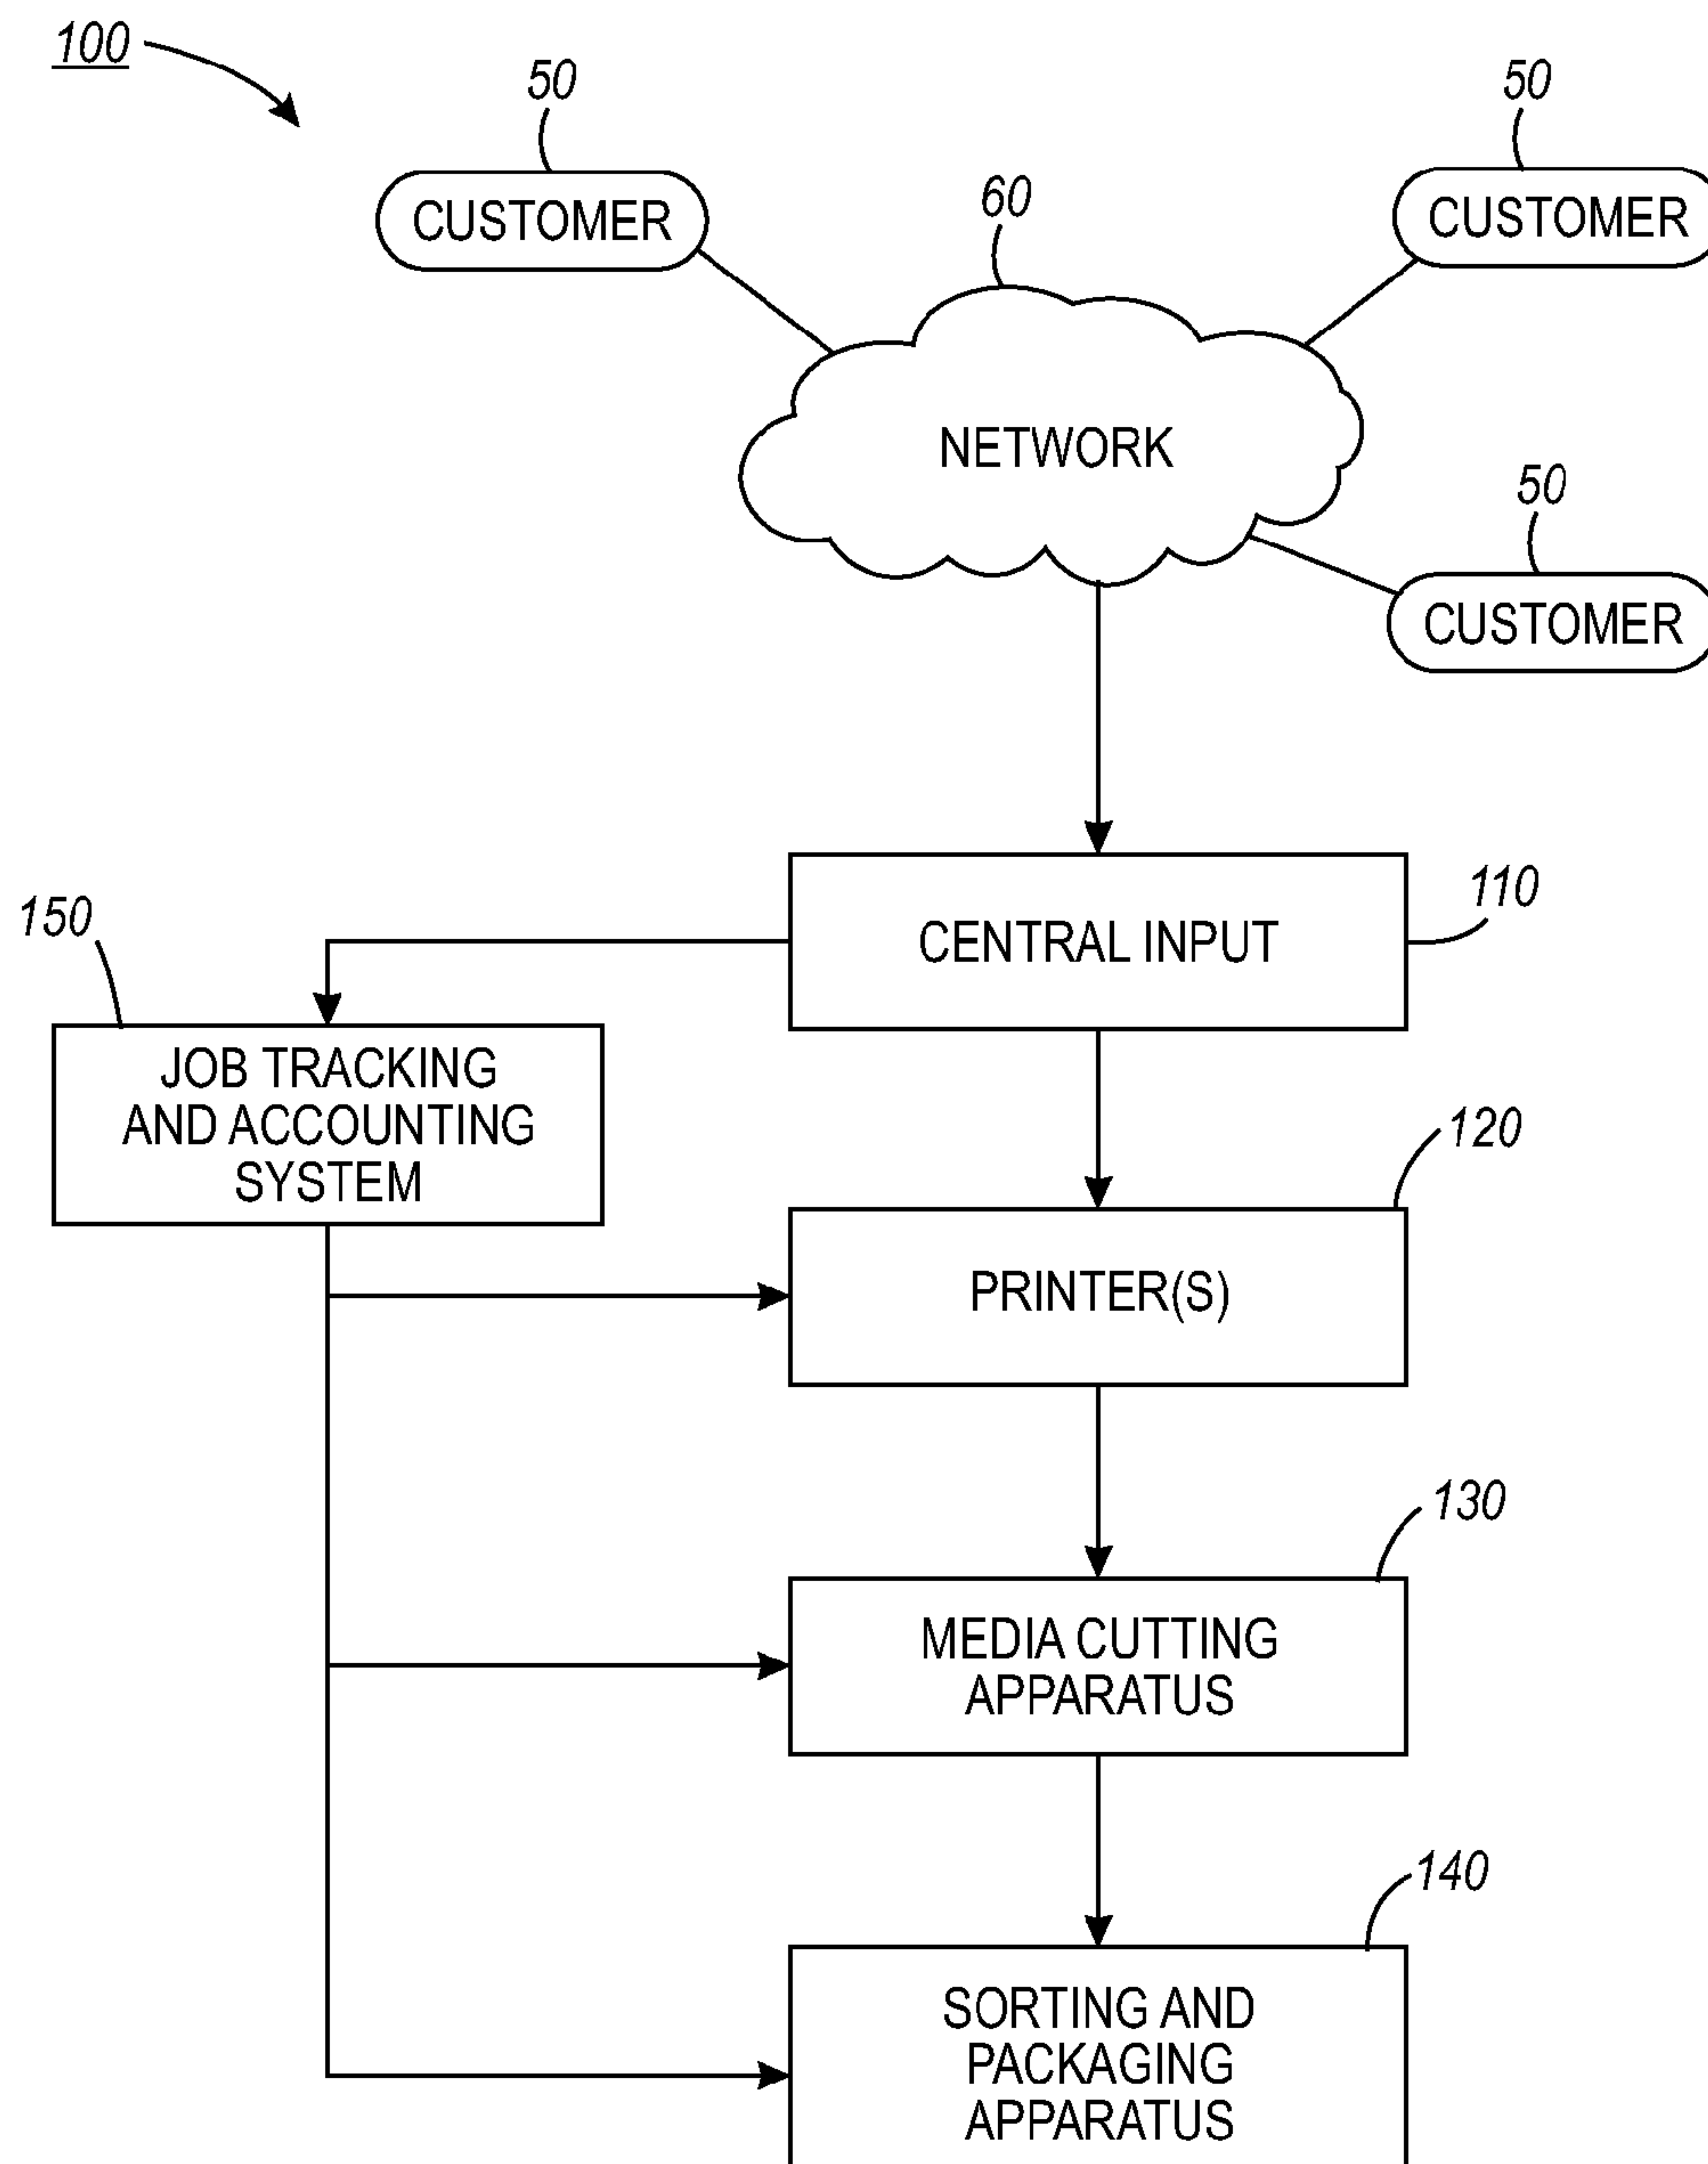 100
50
50
CUSTOMER
60
CUSTOMER
NETWORK
50
CUSTOMER
110
CENTRAL INPUT
150
JOB TRACKING
AND ACCOUNTING
SYSTEM
120
PRINTER(S)
130
MEDIA CUTTING
APPARATUS
140
SORTING AND
PACKAGING
APPARATUS